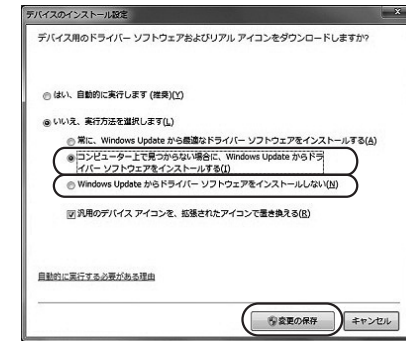 デバイスのインストール設定
デバイス用のドライバー ソフトウェアおよびリアル アイコンをダウンロードしますか?
はい、自動的に実行します (推奨)(Y)
いいえ、実行方法を選択します(L)
常に、Windows Update から最適なドライバー ソフトウェアをインストールする(A)
コンピューター上で見つからない場合に、Windows Update からドラ
イバー ソフトウェアをインストールする(I)
Windows Update からドライバー ソフトウェアをインストールしない(N)
汎用のデバイス アイコンを、拡張されたアイコンで置き換える(R)
自動的に実行する必要がある理由
変更の保存 キャンセル